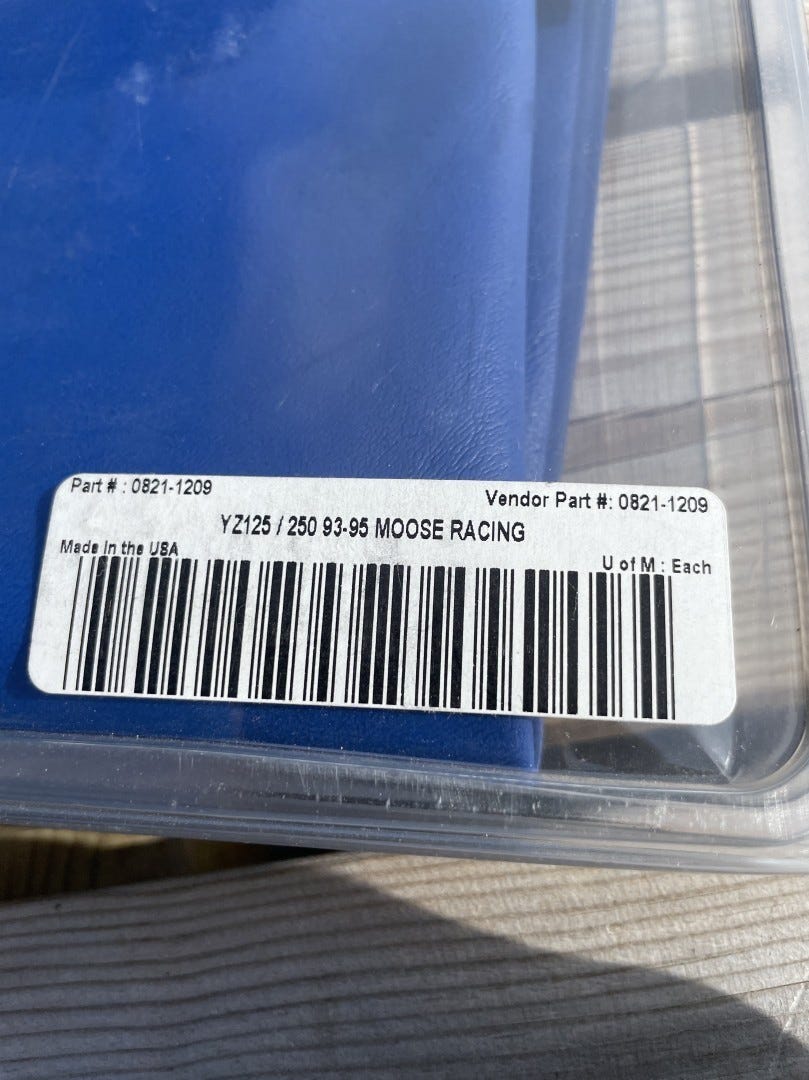 Part # : 0821-1209
Vendor Part #: 0821-1209
YZ125 / 250 93-95 MOOSE RACING
Made in the USA
U of M : Each